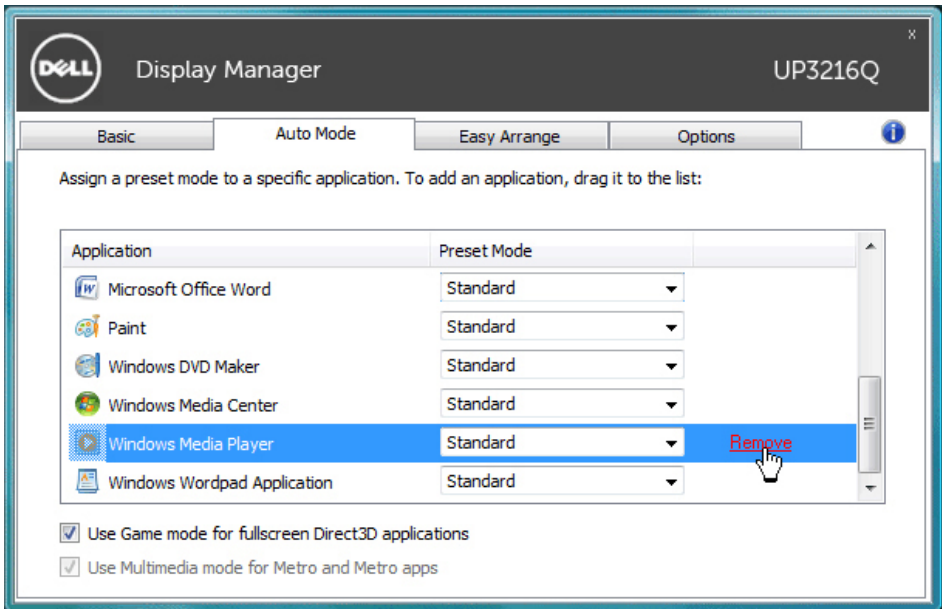 x
DELL Display Manager UP3216Q
Basic Auto Mode Easy Arrange Options i
Assign a preset mode to a specific application. To add an application, drag it to the list:
Application Preset Mode
Microsoft Office Word Standard
Paint Standard
Windows DVD Maker Standard
Windows Media Center Standard
Windows Media Player Standard Remove
Windows Wordpad Application Standard
Use Game mode for fullscreen Direct3D applications
Use Multimedia mode for Metro and Metro apps